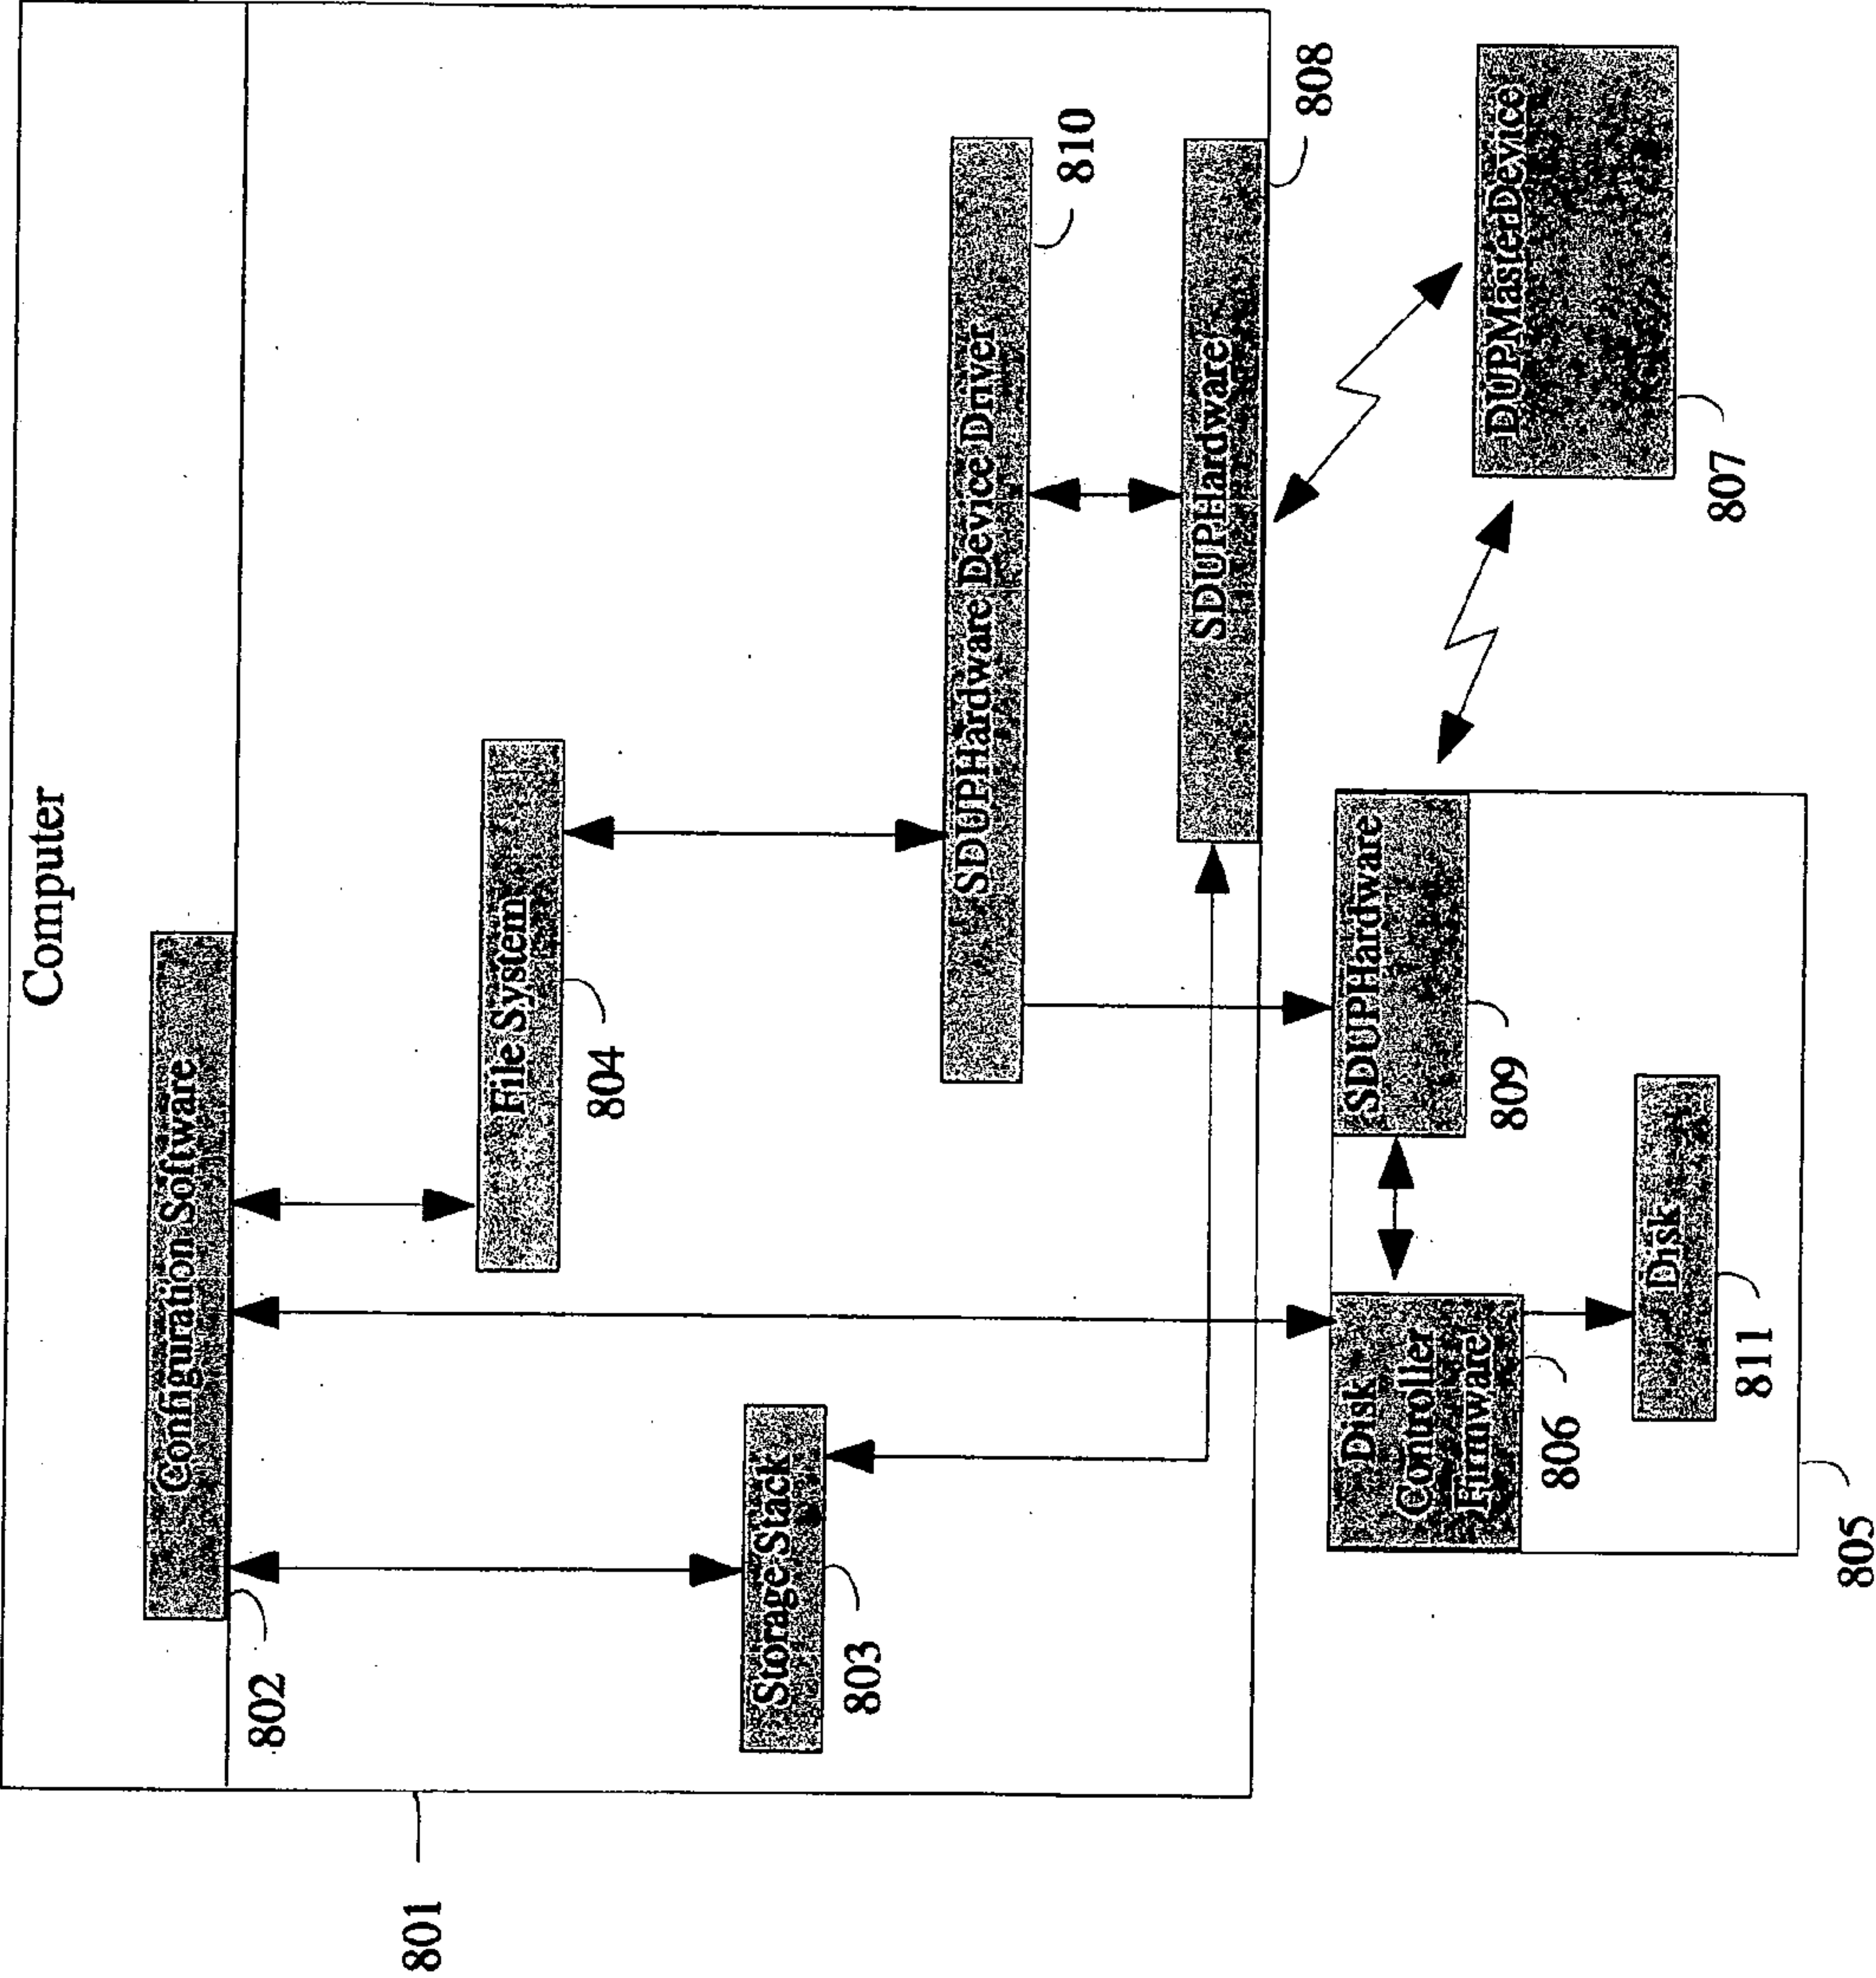 Computer
Configuration Software
802
801
File System
804
Storage Stack
803
SDUPHardware Device Driver
810
SDUPHardware
808
Disk
Controller
Firmware
806
SDUPHardware
809
DUPMasterDevice
807
Disk
811
805